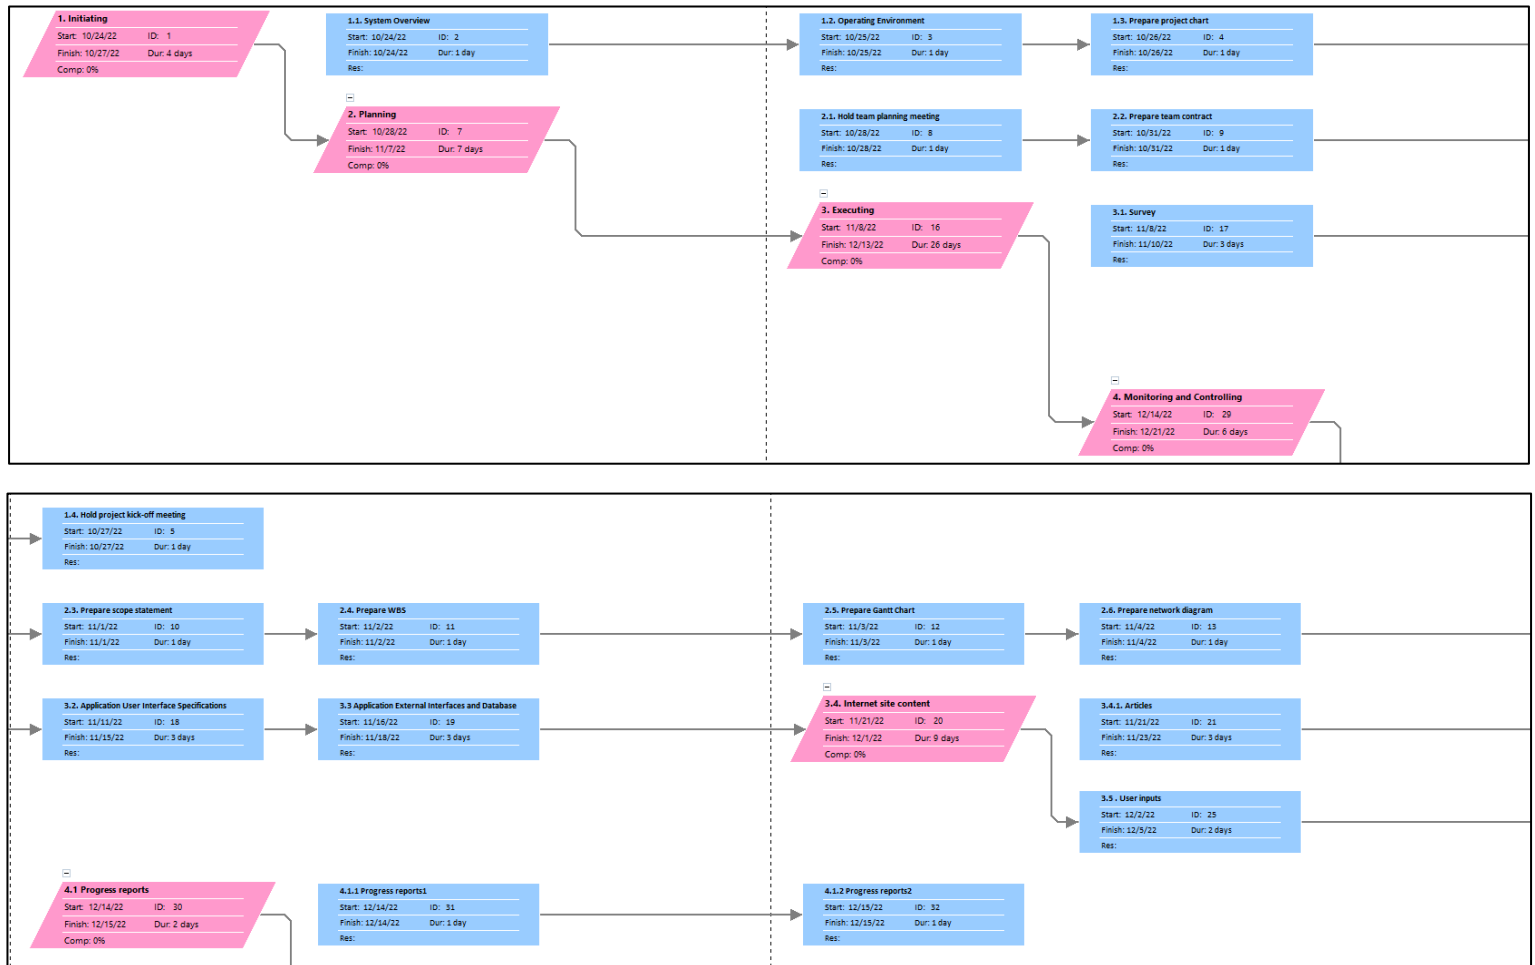 1. Initiating
Start: 10/24/22 ID: 1
Finish: 10/27/22 Dur: 4 days
Comp: 0%
1.1. System Overview
Start: 10/24/22 ID: 2
Finish: 10/24/22 Dur: 1 day
Res:
1.2. Operating Environment
Start: 10/25/22 ID: 3
Finish: 10/25/22 Dur: 1 day
Res:
1.3. Prepare project chart
Start: 10/26/22 ID: 4
Finish: 10/26/22 Dur: 1 day
Res:
2. Planning
Start: 10/28/22 ID: 7
Finish: 11/7/22 Dur: 7 days
Comp: 0%
2.1. Hold team planning meeting
Start: 10/28/22 ID: 8
Finish: 10/28/22 Dur: 1 day
Res:
2.2. Prepare team contract
Start: 10/31/22 ID: 9
Finish: 10/31/22 Dur: 1 day
Res:
3. Executing
Start: 11/8/22 ID: 16
Finish: 12/13/22 Dur: 26 days
Comp: 0%
3.1. Survey
Start: 11/8/22 ID: 17
Finish: 11/10/22 Dur: 3 days
Res:
4. Monitoring and Controlling
Start: 12/14/22 ID: 29
Finish: 12/21/22 Dur: 6 days
Comp: 0%
1.4. Hold project kick-off meeting
Start: 10/27/22 ID: 5
Finish: 10/27/22 Dur: 1 day
Res:
2.3. Prepare scope statement
Start: 11/1/22 ID: 10
Finish: 11/1/22 Dur: 1 day
Res:
2.4. Prepare WBS
Start: 11/2/22 ID: 11
Finish: 11/2/22 Dur: 1 day
Res:
2.5. Prepare Gantt Chart
Start: 11/3/22 ID: 12
Finish: 11/3/22 Dur: 1 day
Res:
2.6. Prepare network diagram
Start: 11/4/22 ID: 13
Finish: 11/4/22 Dur: 1 day
Res:
3.2. Application User Interface Specifications
Start: 11/11/22 ID: 18
Finish: 11/15/22 Dur: 3 days
Res:
3.3 Application External Interfaces and Database
Start: 11/16/22 ID: 19
Finish: 11/18/22 Dur: 3 days
Res:
3.4. Internet site content
Start: 11/21/22 ID: 20
Finish: 12/1/22 Dur: 9 days
Comp: 0%
3.4.1. Articles
Start: 11/21/22 ID: 21
Finish: 11/23/22 Dur: 3 days
Res:
3.5 . User inputs
Start: 12/2/22 ID: 25
Finish: 12/5/22 Dur: 2 days
Res:
4.1 Progress reports
Start: 12/14/22 ID: 30
Finish: 12/15/22 Dur: 2 days
Comp: 0%
4.1.1 Progress reports1
Start: 12/14/22 ID: 31
Finish: 12/14/22 Dur: 1 day
Res:
4.1.2 Progress reports2
Start: 12/15/22 ID: 32
Finish: 12/15/22 Dur: 1 day
Res: